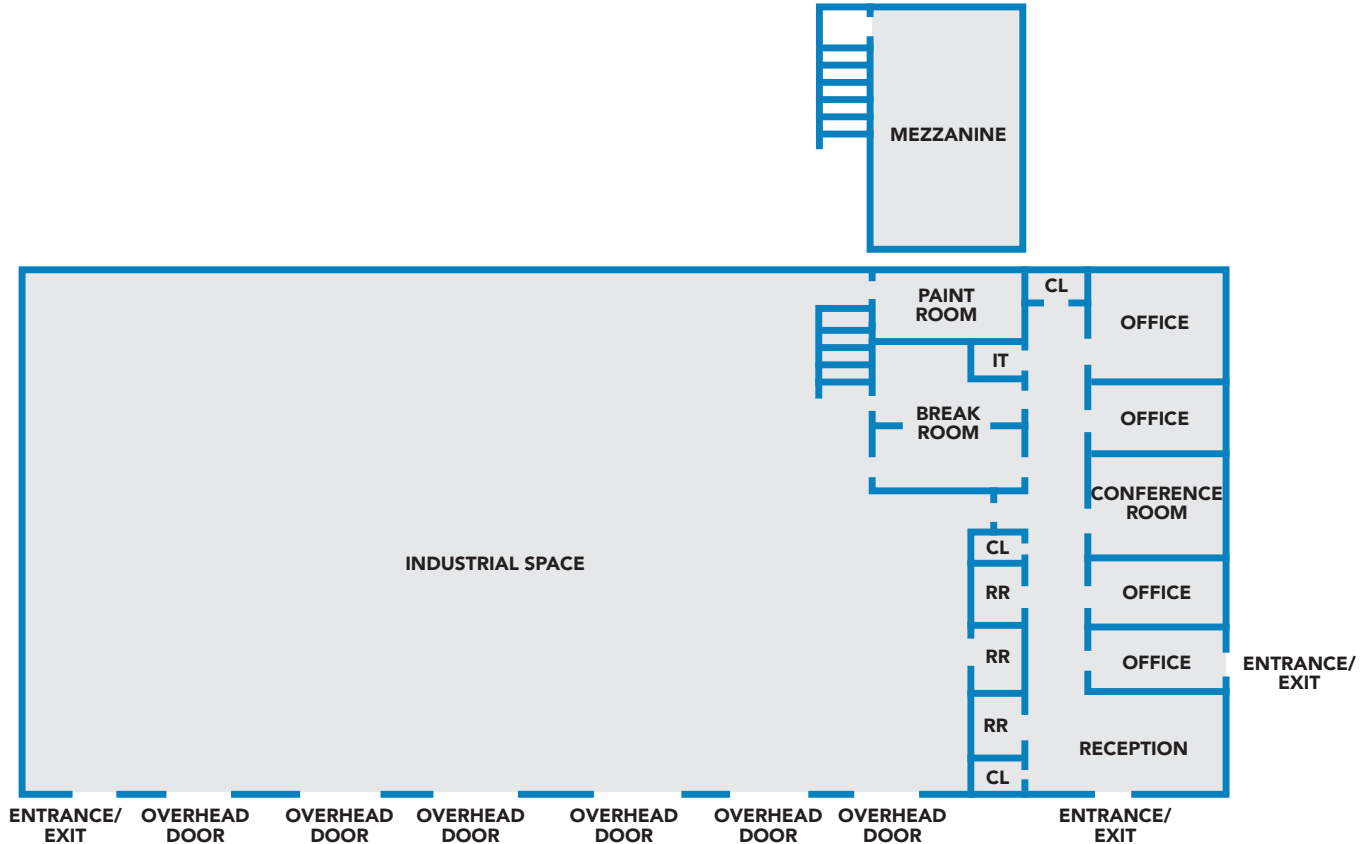 MEZZANINE
PAINT
ROOM
CL
OFFICE
IT
BREAK
ROOM
OFFICE
CONFERENCE
ROOM
INDUSTRIAL SPACE
CL
RR
OFFICE
RR
OFFICE
ENTRANCE/
EXIT
RR
RECEPTION
CL
ENTRANCE/
EXIT
OVERHEAD
DOOR
OVERHEAD
DOOR
OVERHEAD
DOOR
OVERHEAD
DOOR
OVERHEAD
DOOR
OVERHEAD
DOOR
ENTRANCE/
EXIT